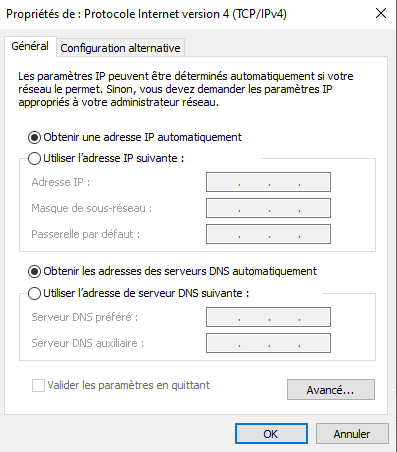 Propriétés de : Protocole Internet version 4 (TCP/IPv4)
Général
Configuration alternative
Les paramètres IP peuvent être déterminés automatiquement si votre
réseau le permet. Sinon, vous devez demander les paramètres IP
appropriés à votre administrateur réseau.
Obtenir une adresse IP automatiquement
Utiliser l'adresse IP suivante :
Adresse IP :
Masque de sous-réseau :
Passerelle par défaut :
Obtenir les adresses des serveurs DNS automatiquement
Utiliser l'adresse de serveur DNS suivante :
Serveur DNS préféré :
Serveur DNS auxiliaire :
Valider les paramètres en quittant
Avancé...
OK
Annuler